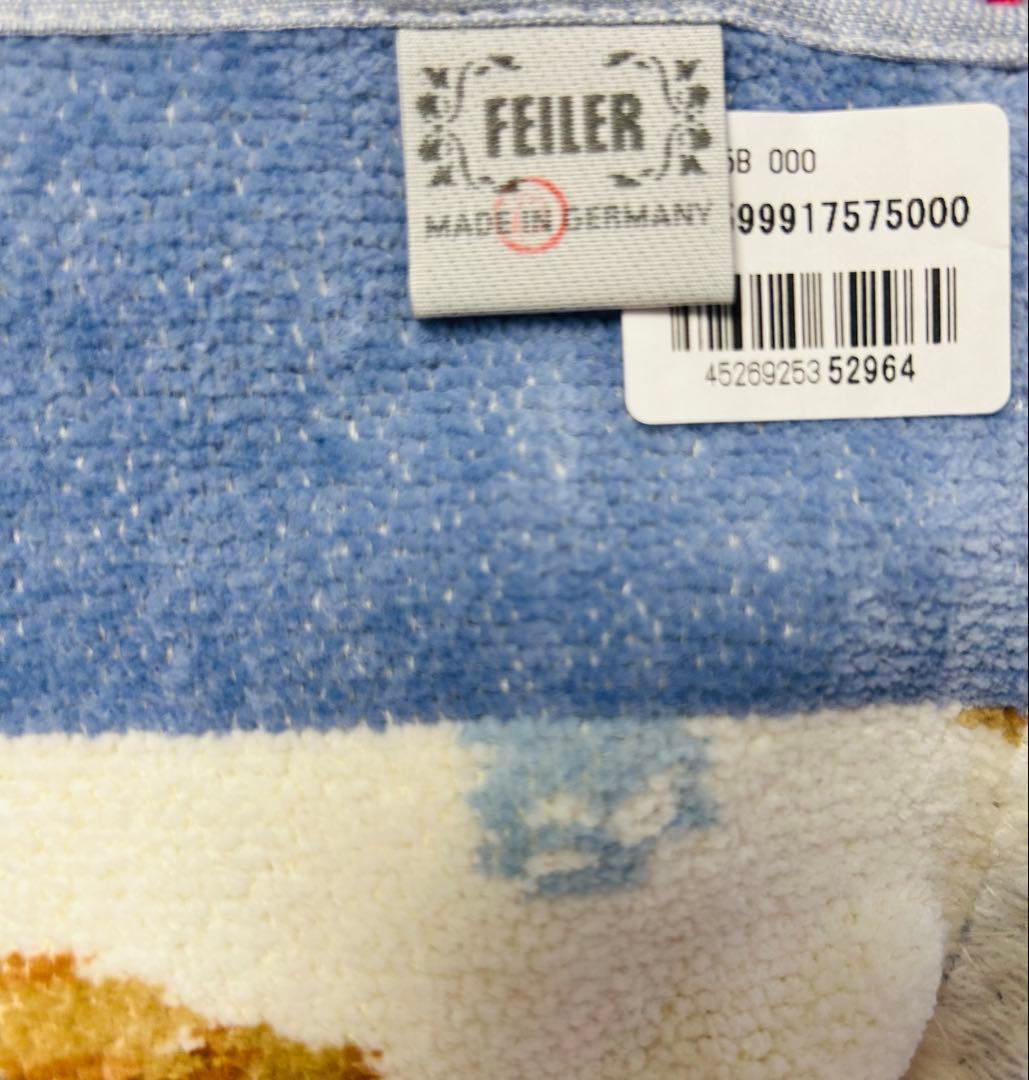 FEILER
MADE IN GERMANY
5B 000
99917575000
4526925352964